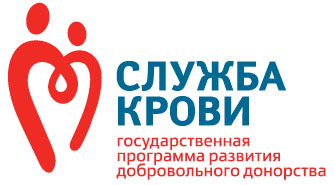 СЛУЖБА
КРОВИ
государственная
программа развития
добровольного донорства